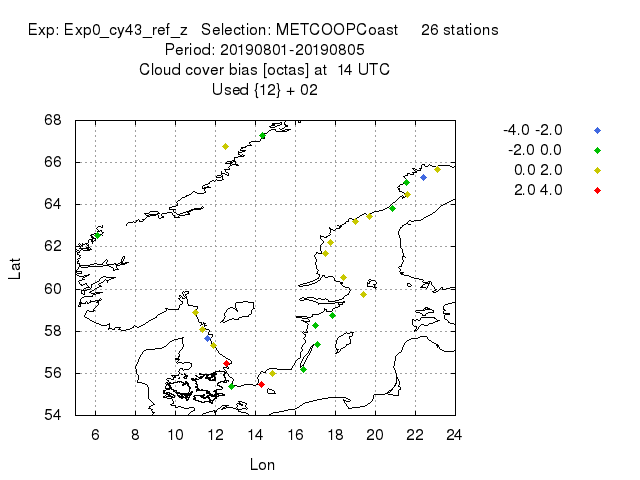 Exp: Exp0_cy43_ref_z Selection: METCOOPCoast 26 stations
Period: 20190801-20190805
Cloud cover bias [octas] at 14 UTC
Used {12} + 02
-4.0 -2.0
-2.0 0.0
0.0 2.0
2.0 4.0
68
66
64
62
60
58
56
54
Lat
6 8 10 12 14 16 18 20 22 24
Lon